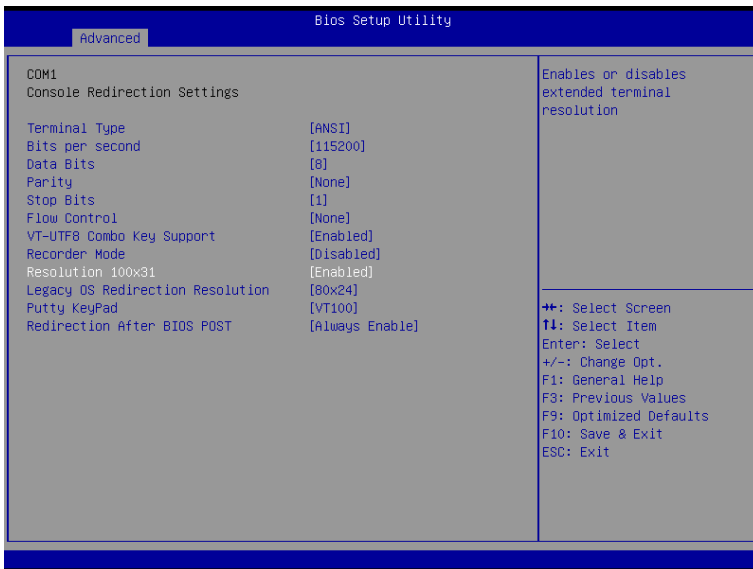 Bios Setup Utility
Advanced
COM1
Console Redirection Settings
Terminal Type [ANSI]
Bits per second [115200]
Data Bits [8]
Parity [None]
Stop Bits [1]
Flow Control [None]
VT-UTF8 Combo Key Support [Enabled]
Recorder Mode [Disabled]
Resolution 100x31 [Enabled]
Legacy OS Redirection Resolution [80x24]
Putty KeyPad [VT100]
Redirection After BIOS POST [Always Enable]
Enables or disables
extended terminal
resolution
→←: Select Screen
↑↓: Select Item
Enter: Select
+/-: Change Opt.
F1: General Help
F3: Previous Values
F9: Optimized Defaults
F10: Save & Exit
ESC: Exit